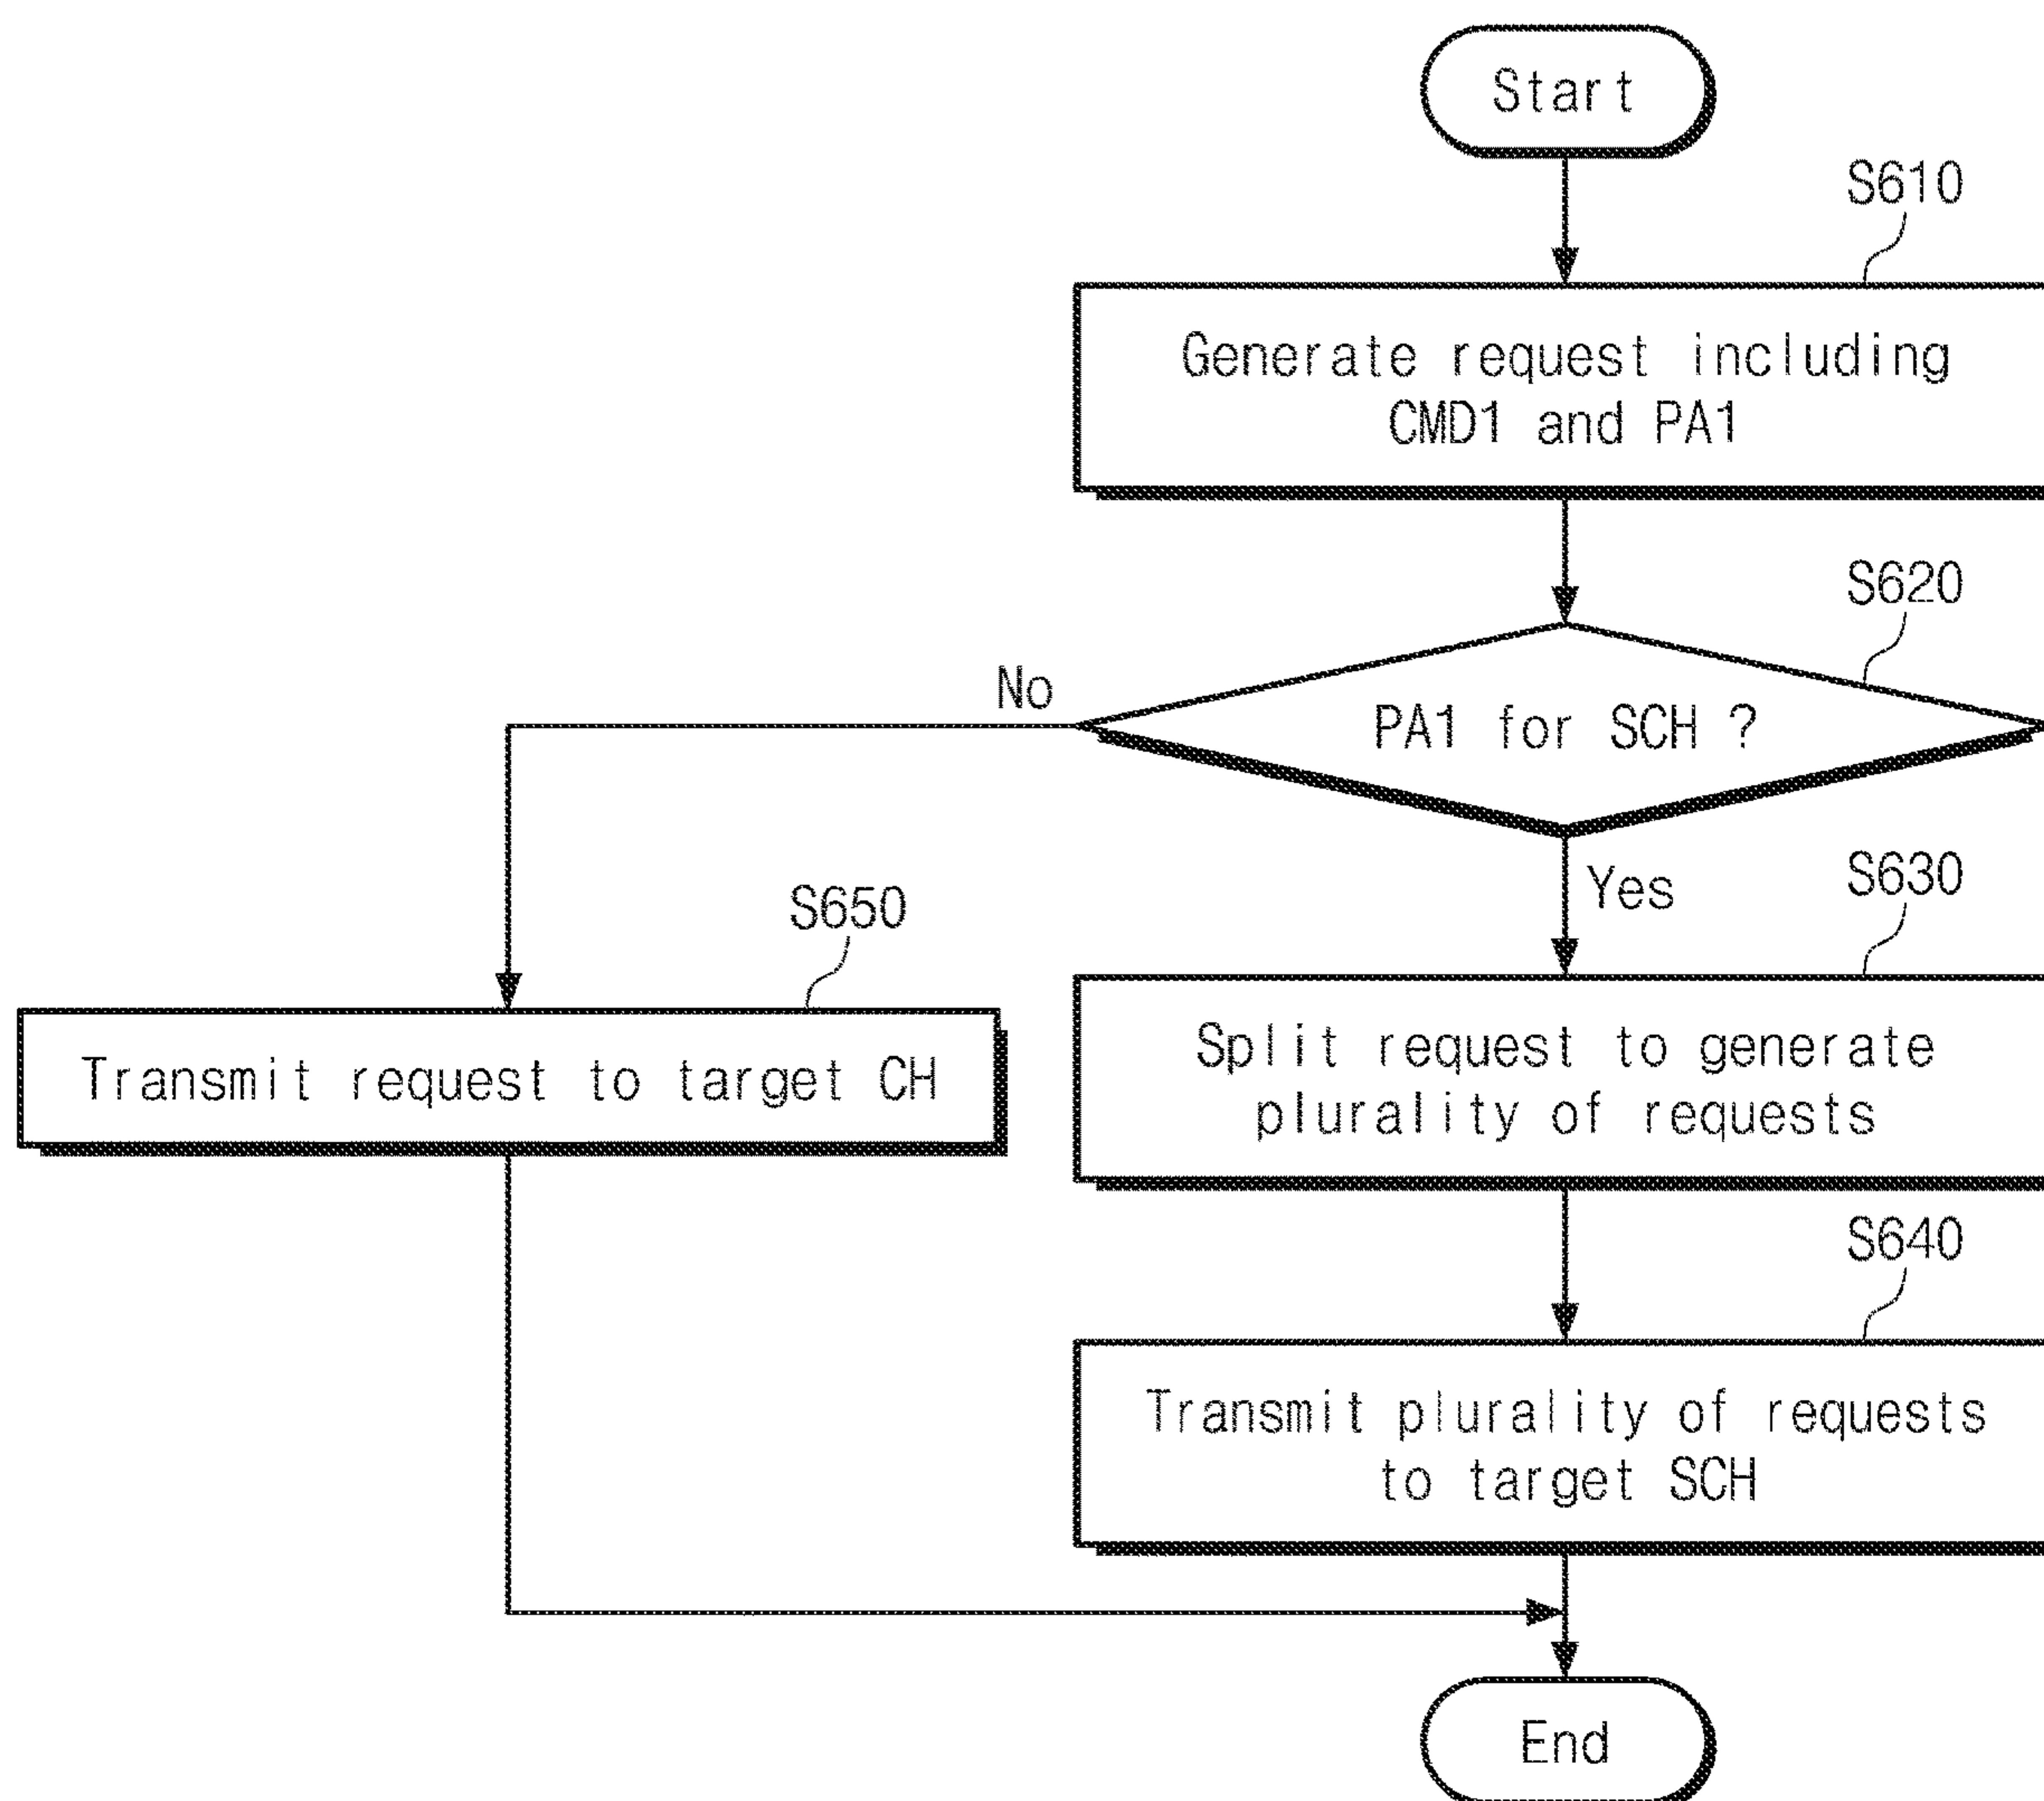 Start
S610
Generate request including
CMD1 and PA1
S620
No
PA1 for SCH ?
Yes
S630
S650
Split request to generate
plurality of requests
Transmit request to target CH
S640
Transmit plurality of requests
to target SCH
End